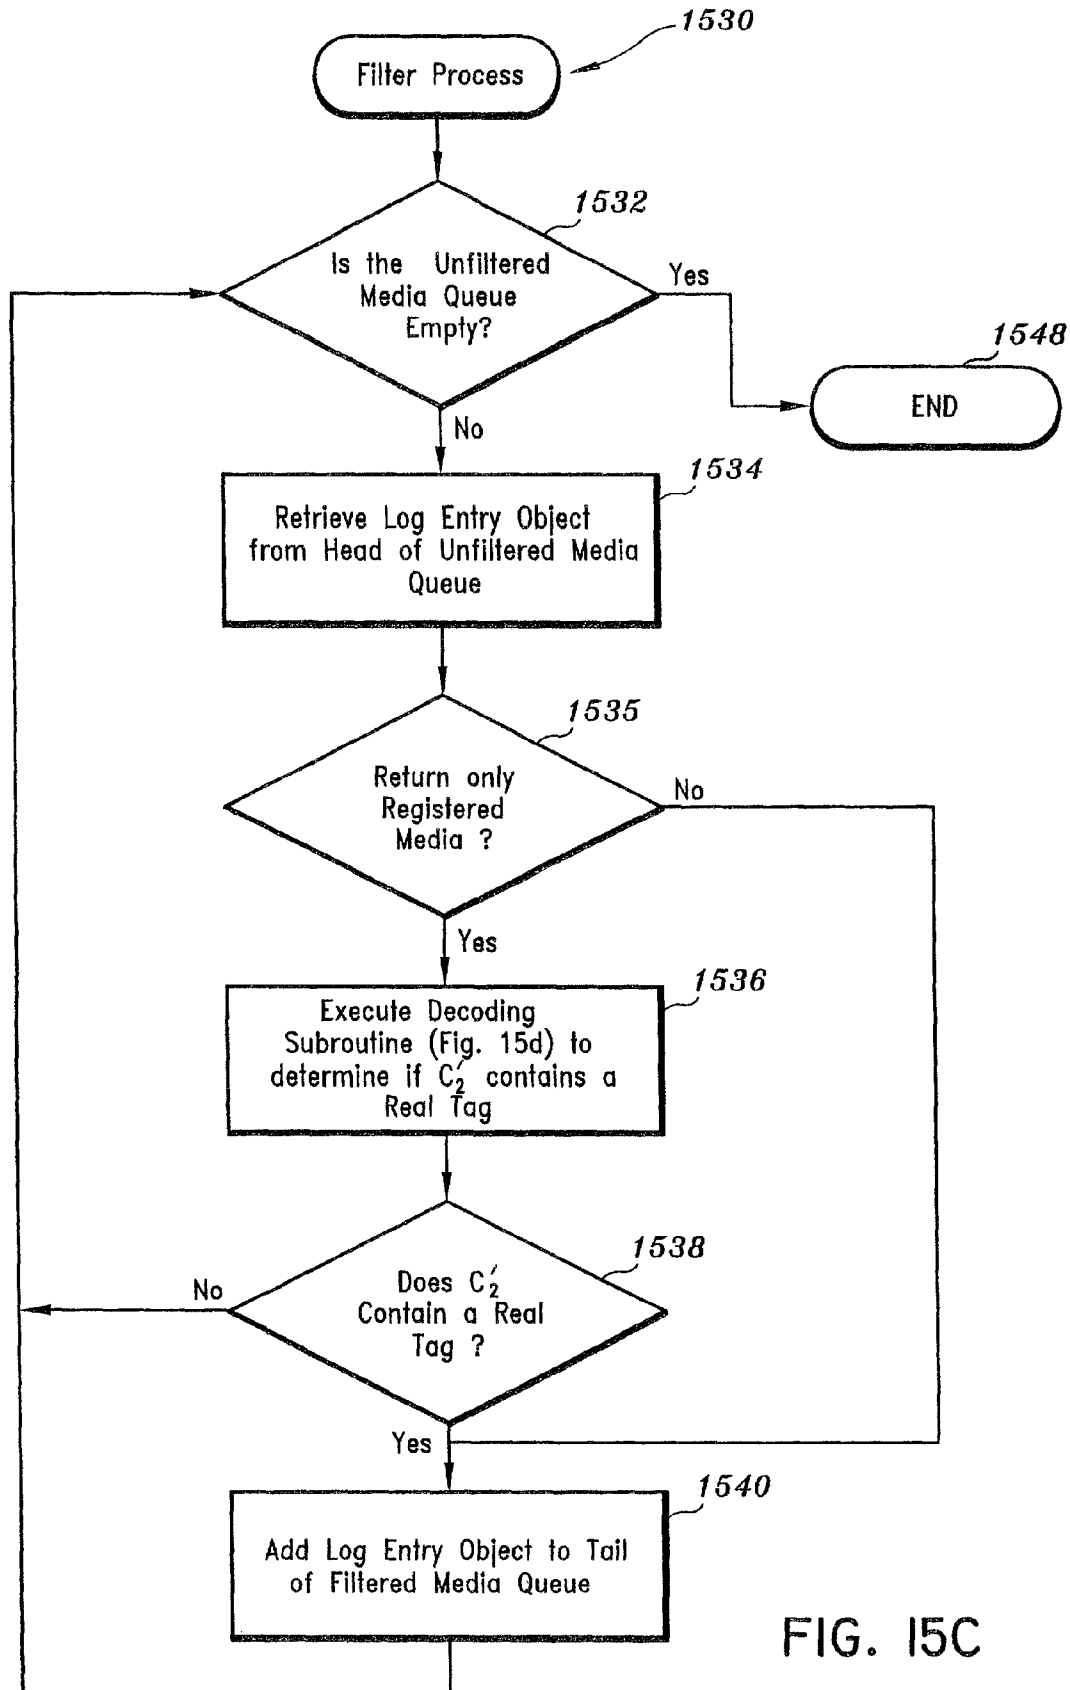 1530
Filter Process
1532
Is the Unfiltered
Media Queue
Empty?
Yes
1548
END
No
1534
Retrieve Log Entry Object
from Head of Unfiltered Media
Queue
1535
Return only
Registered
Media ?
No
Yes
1536
Execute Decoding
Subroutine (Fig. 15d) to
determine if C₂′ contains a
Real Tag
1538
Does C₂′
Contain a Real
Tag ?
No
Yes
1540
Add Log Entry Object to Tail
of Filtered Media Queue
FIG. 15C